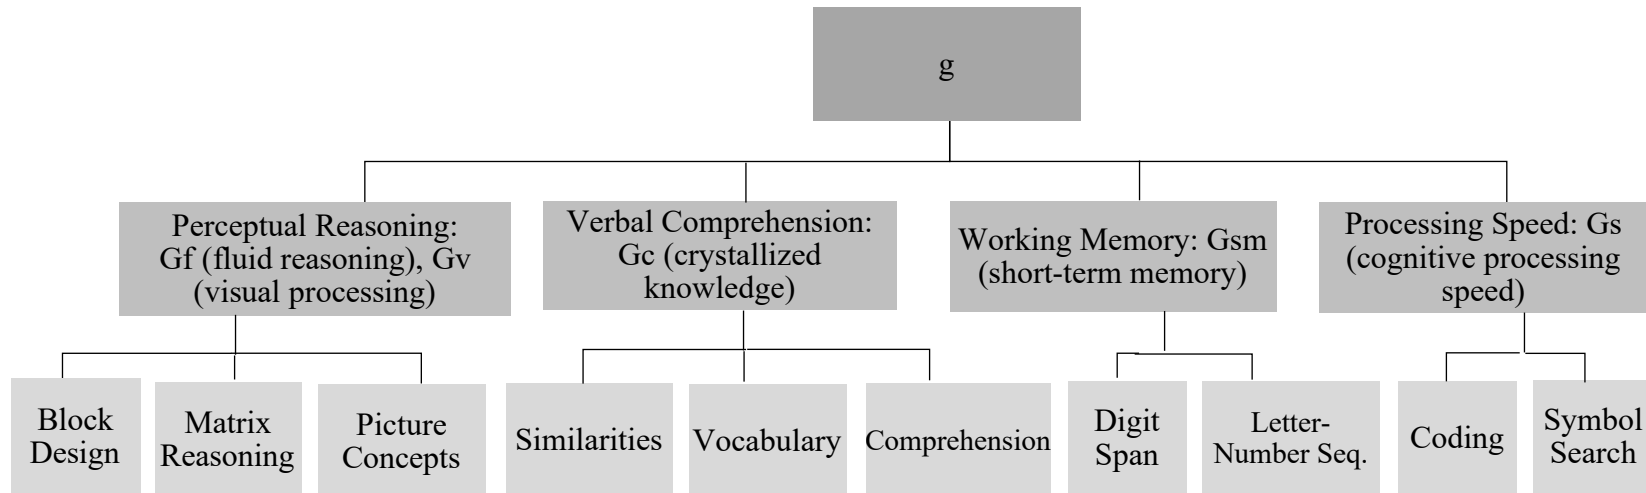 g
Perceptual Reasoning:
Gf (fluid reasoning), Gv
(visual processing)
Verbal Comprehension:
Gc (crystallized
knowledge)
Working Memory: Gsm
(short-term memory)
Processing Speed: Gs
(cognitive processing
speed)
Block
Design
Matrix
Reasoning
Picture
Concepts
Similarities
Vocabulary
Comprehension
Digit
Span
Letter-
Number Seq.
Coding
Symbol
Search